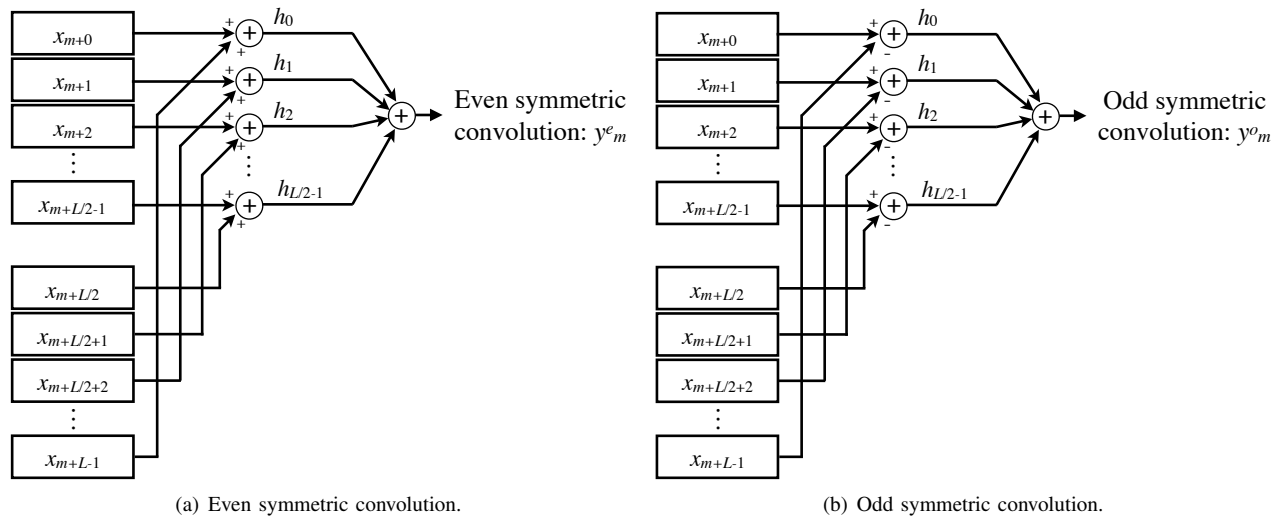 x_{m+0}
x_{m+1}
x_{m+2}
⋮
x_{m+L/2-1}
x_{m+L/2}
x_{m+L/2+1}
x_{m+L/2+2}
⋮
x_{m+L-1}
+ + h_0
+ + h_1
+ + h_2
⋮
+ + h_{L/2-1}
+
Even symmetric
convolution: y^e_m
(a) Even symmetric convolution.
x_{m+0}
x_{m+1}
x_{m+2}
⋮
x_{m+L/2-1}
x_{m+L/2}
x_{m+L/2+1}
x_{m+L/2+2}
⋮
x_{m+L-1}
+ - h_0
+ - h_1
+ - h_2
⋮
+ - h_{L/2-1}
+
Odd symmetric
convolution: y^o_m
(b) Odd symmetric convolution.